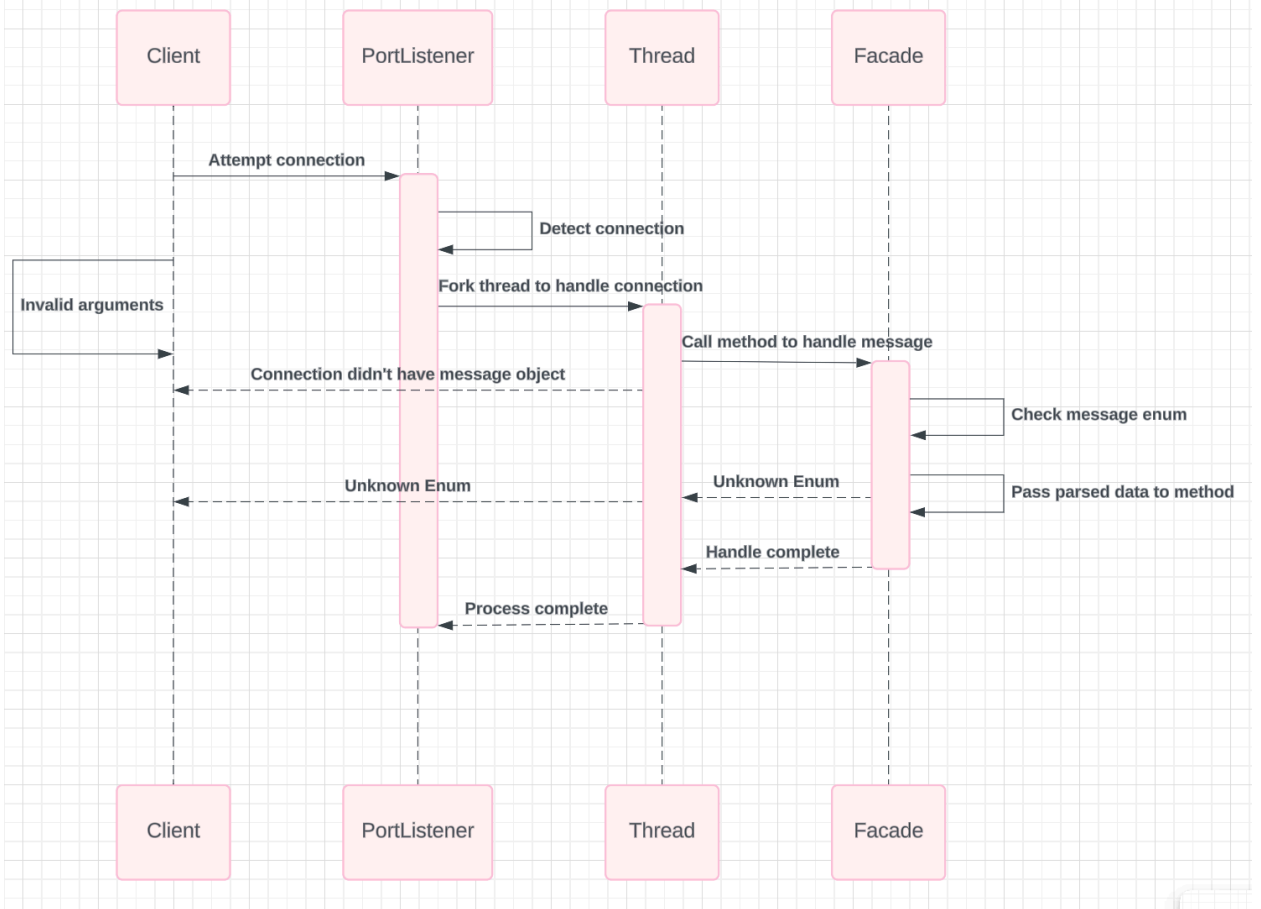 Client
PortListener
Thread
Facade
Attempt connection
Detect connection
Fork thread to handle connection
Invalid arguments
Call method to handle message
Connection didn't have message object
Check message enum
Unknown Enum
Unknown Enum
Pass parsed data to method
Handle complete
Process complete
Client
PortListener
Thread
Facade